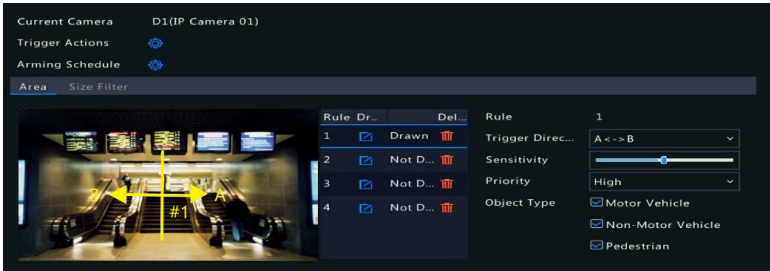 Current Camera D1(IP Camera 01)
Trigger Actions
Arming Schedule
Area Size Filter
Rule Dr.. Del...
1 Drawn
2 Not D...
3 Not D...
4 Not D...
B A
#1
Rule 1
Trigger Direc... A<->B
Sensitivity
Priority High
Object Type Motor Vehicle
Non-Motor Vehicle
Pedestrian